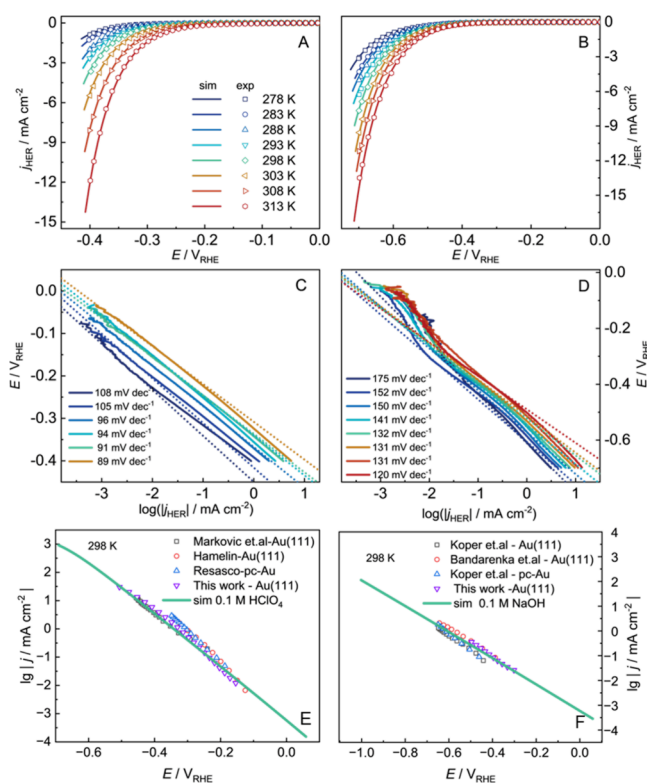 A
B
sim exp
278 K
283 K
288 K
293 K
298 K
303 K
308 K
313 K
0
-3
-6
-9
-12
-15
j_HER / mA cm⁻²
0
-3
-6
-9
-12
-15
-18
j_HER / mA cm⁻²
-0.4 -0.3 -0.2 -0.1 0.0
E / V_RHE
-0.6 -0.4 -0.2 0.0
E / V_RHE
C
D
0.0
-0.1
-0.2
-0.3
-0.4
E / V_RHE
108 mV dec⁻¹
105 mV dec⁻¹
96 mV dec⁻¹
94 mV dec⁻¹
91 mV dec⁻¹
89 mV dec⁻¹
175 mV dec⁻¹
152 mV dec⁻¹
150 mV dec⁻¹
141 mV dec⁻¹
132 mV dec⁻¹
131 mV dec⁻¹
131 mV dec⁻¹
120 mV dec⁻¹
0.0
-0.2
-0.4
-0.6
E / V_RHE
-3 -2 -1 0 1
log(|j_HER| / mA cm⁻²)
-3 -2 -1 0 1
log(|j_HER| / mA cm⁻²)
298 K
Markovic et.al-Au(111)
Hamelin-Au(111)
Resasco-pc-Au
This work - Au(111)
sim 0.1 M HClO₄
E
3
2
1
0
-1
-2
-3
-4
lg | j / mA cm⁻² |
-0.6 -0.4 -0.2 0.0
E / V_RHE
298 K
Koper et.al - Au(111)
Bandarenka et.al - Au(111)
Koper et.al - pc-Au
This work -Au(111)
sim 0.1 M NaOH
F
4
3
2
1
0
-1
-2
-3
-4
lg | j / mA cm⁻² |
-1.0 -0.8 -0.6 -0.4 -0.2 0.0
E / V_RHE